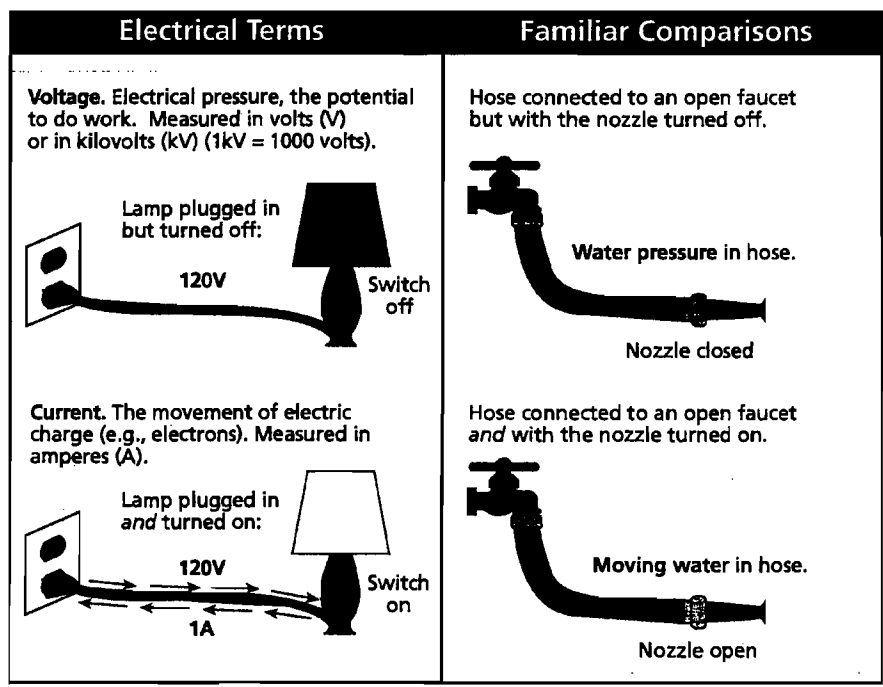 Electrical Terms
Familiar Comparisons
Voltage. Electrical pressure, the potential
to do work. Measured in volts (V)
or in kilovolts (kV) (1kV = 1000 volts).
Lamp plugged in
but turned off:
120V
Switch
off
Hose connected to an open faucet
but with the nozzle turned off.
Water pressure in hose.
Nozzle closed
Current. The movement of electric
charge (e.g., electrons). Measured in
amperes (A).
Lamp plugged in
and turned on:
120V
Switch
on
1A
Hose connected to an open faucet
and with the nozzle turned on.
Moving water in hose.
Nozzle open